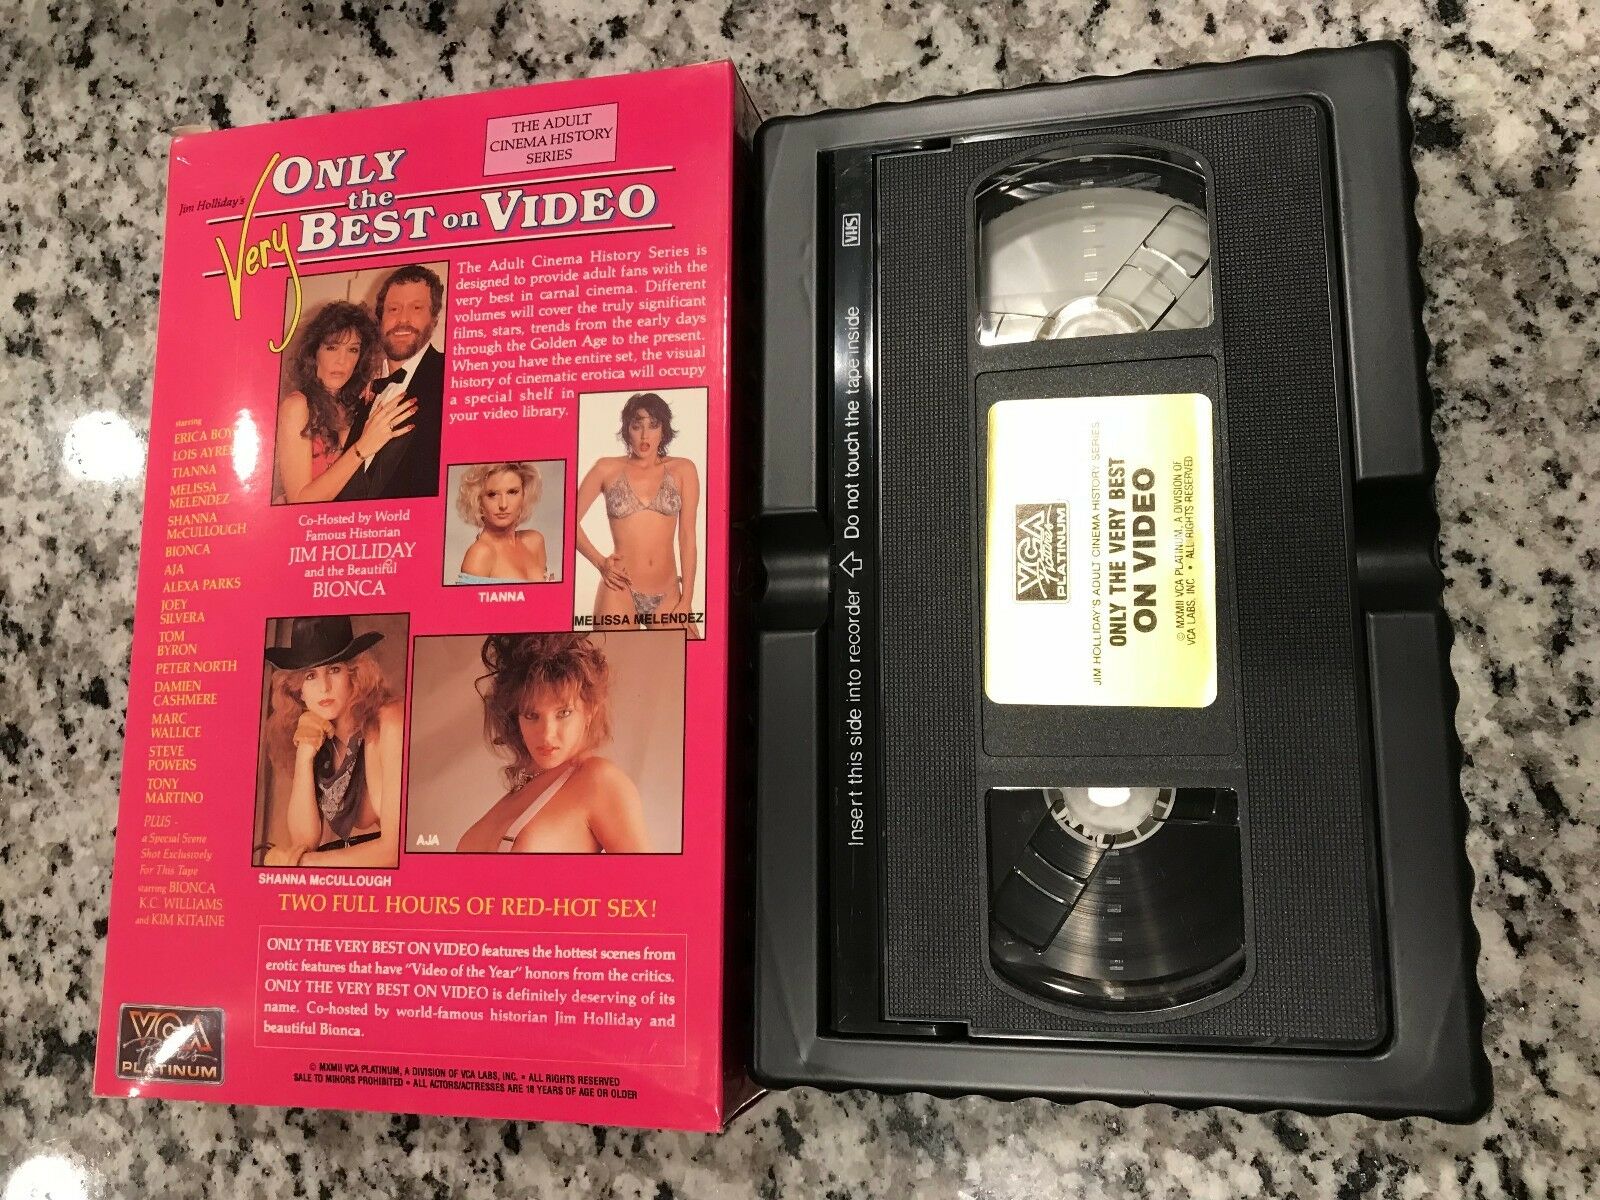 THE ADULT
CINEMA HISTORY
SERIES
Jim Holliday's
ONLY
the
Very BEST on VIDEO
The Adult Cinema History Series is
designed to provide adult fans with the
very best in carnal cinema. Different
volumes will cover the truly significant
films, stars, trends from the early days
through the Golden Age to the present.
When you have the entire set, the visual
history of cinematic erotica will occupy
a special shelf in
your video library.
starring
ERICA BOY
LOIS AYRE
TIANNA
MELISSA
MELENDEZ
SHANNA
McCULLOUGH
BIONCA
AJA
ALEXA PARKS
JOEY
SILVERA
TOM
BYRON
PETER NORTH
DAMIEN
CASHMERE
MARC
WALLICE
STEVE
POWERS
TONY
MARTINO
PLUS -
a Special Scene
Shot Exclusively
For This Tape
starring BIONCA
K.C. WILLIAMS
and KIM KITAINE
Co-Hosted by World
Famous Historian
JIM HOLLIDAY
and the Beautiful
BIONCA
TIANNA
MELISSA MELENDEZ
SHANNA McCULLOUGH
AJA
TWO FULL HOURS OF RED-HOT SEX!
ONLY THE VERY BEST ON VIDEO features the hottest scenes from
erotic features that have "Video of the Year" honors from the critics.
ONLY THE VERY BEST ON VIDEO is definitely deserving of its
name. Co-hosted by world-famous historian Jim Holliday and
beautiful Bionca.
VCA
Platinum
PLATINUM
© MXMII VCA PLATINUM, A DIVISION OF VCA LABS, INC. • ALL RIGHTS RESERVED
SALE TO MINORS PROHIBITED • ALL ACTORS/ACTRESSES ARE 18 YEARS OF AGE OR OLDER
VHS
Insert this side into recorder ⇧ Do not touch the tape inside
VCA
PLATINUM
JIM HOLLIDAY'S ADULT CINEMA HISTORY SERIES
ONLY THE VERY BEST
ON VIDEO
© MXMII VCA PLATINUM, A DIVISION OF
VCA LABS, INC • ALL RIGHTS RESERVED